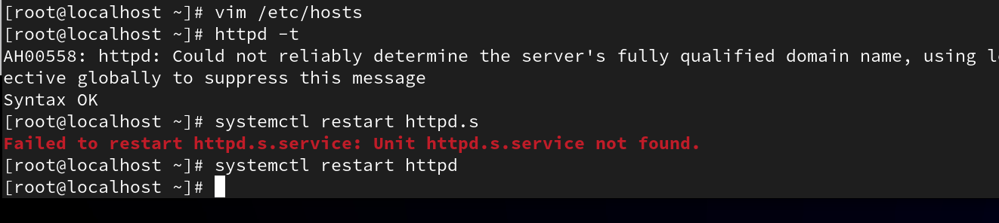 [root@localhost ~]# vim /etc/hosts
[root@localhost ~]# httpd -t
AH00558: httpd: Could not reliably determine the server's fully qualified domain name, using
ective globally to suppress this message
Syntax OK
[root@localhost ~]# systemctl restart httpd.s
Failed to restart httpd.s.service: Unit httpd.s.service not found.
[root@localhost ~]# systemctl restart httpd
[root@localhost ~]#